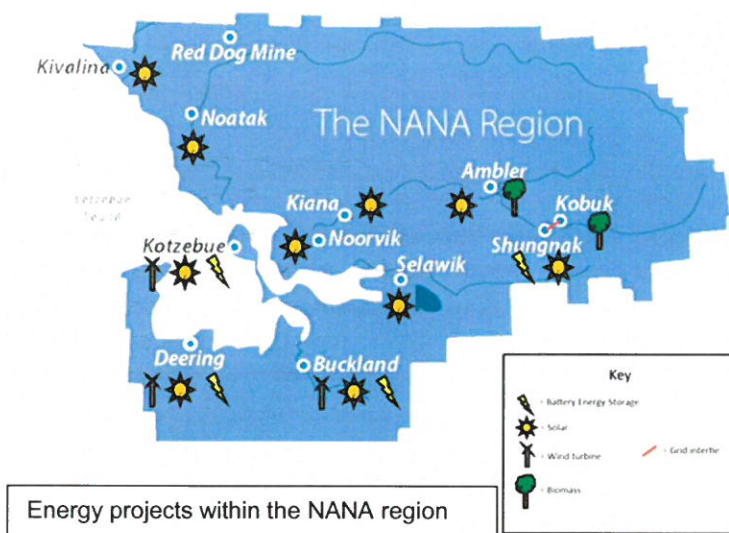 Red Dog Mine
Kivalina
Noatak
The NANA Region
Ambler
Kiana
Kobuk
Noorvik
Shungnak
Kotzebue
Selawik
Deering
Buckland
Key
- Battery Energy Storage
- Solar
- Wind turbine
- Grid intertie
- Biomass
Energy projects within the NANA region